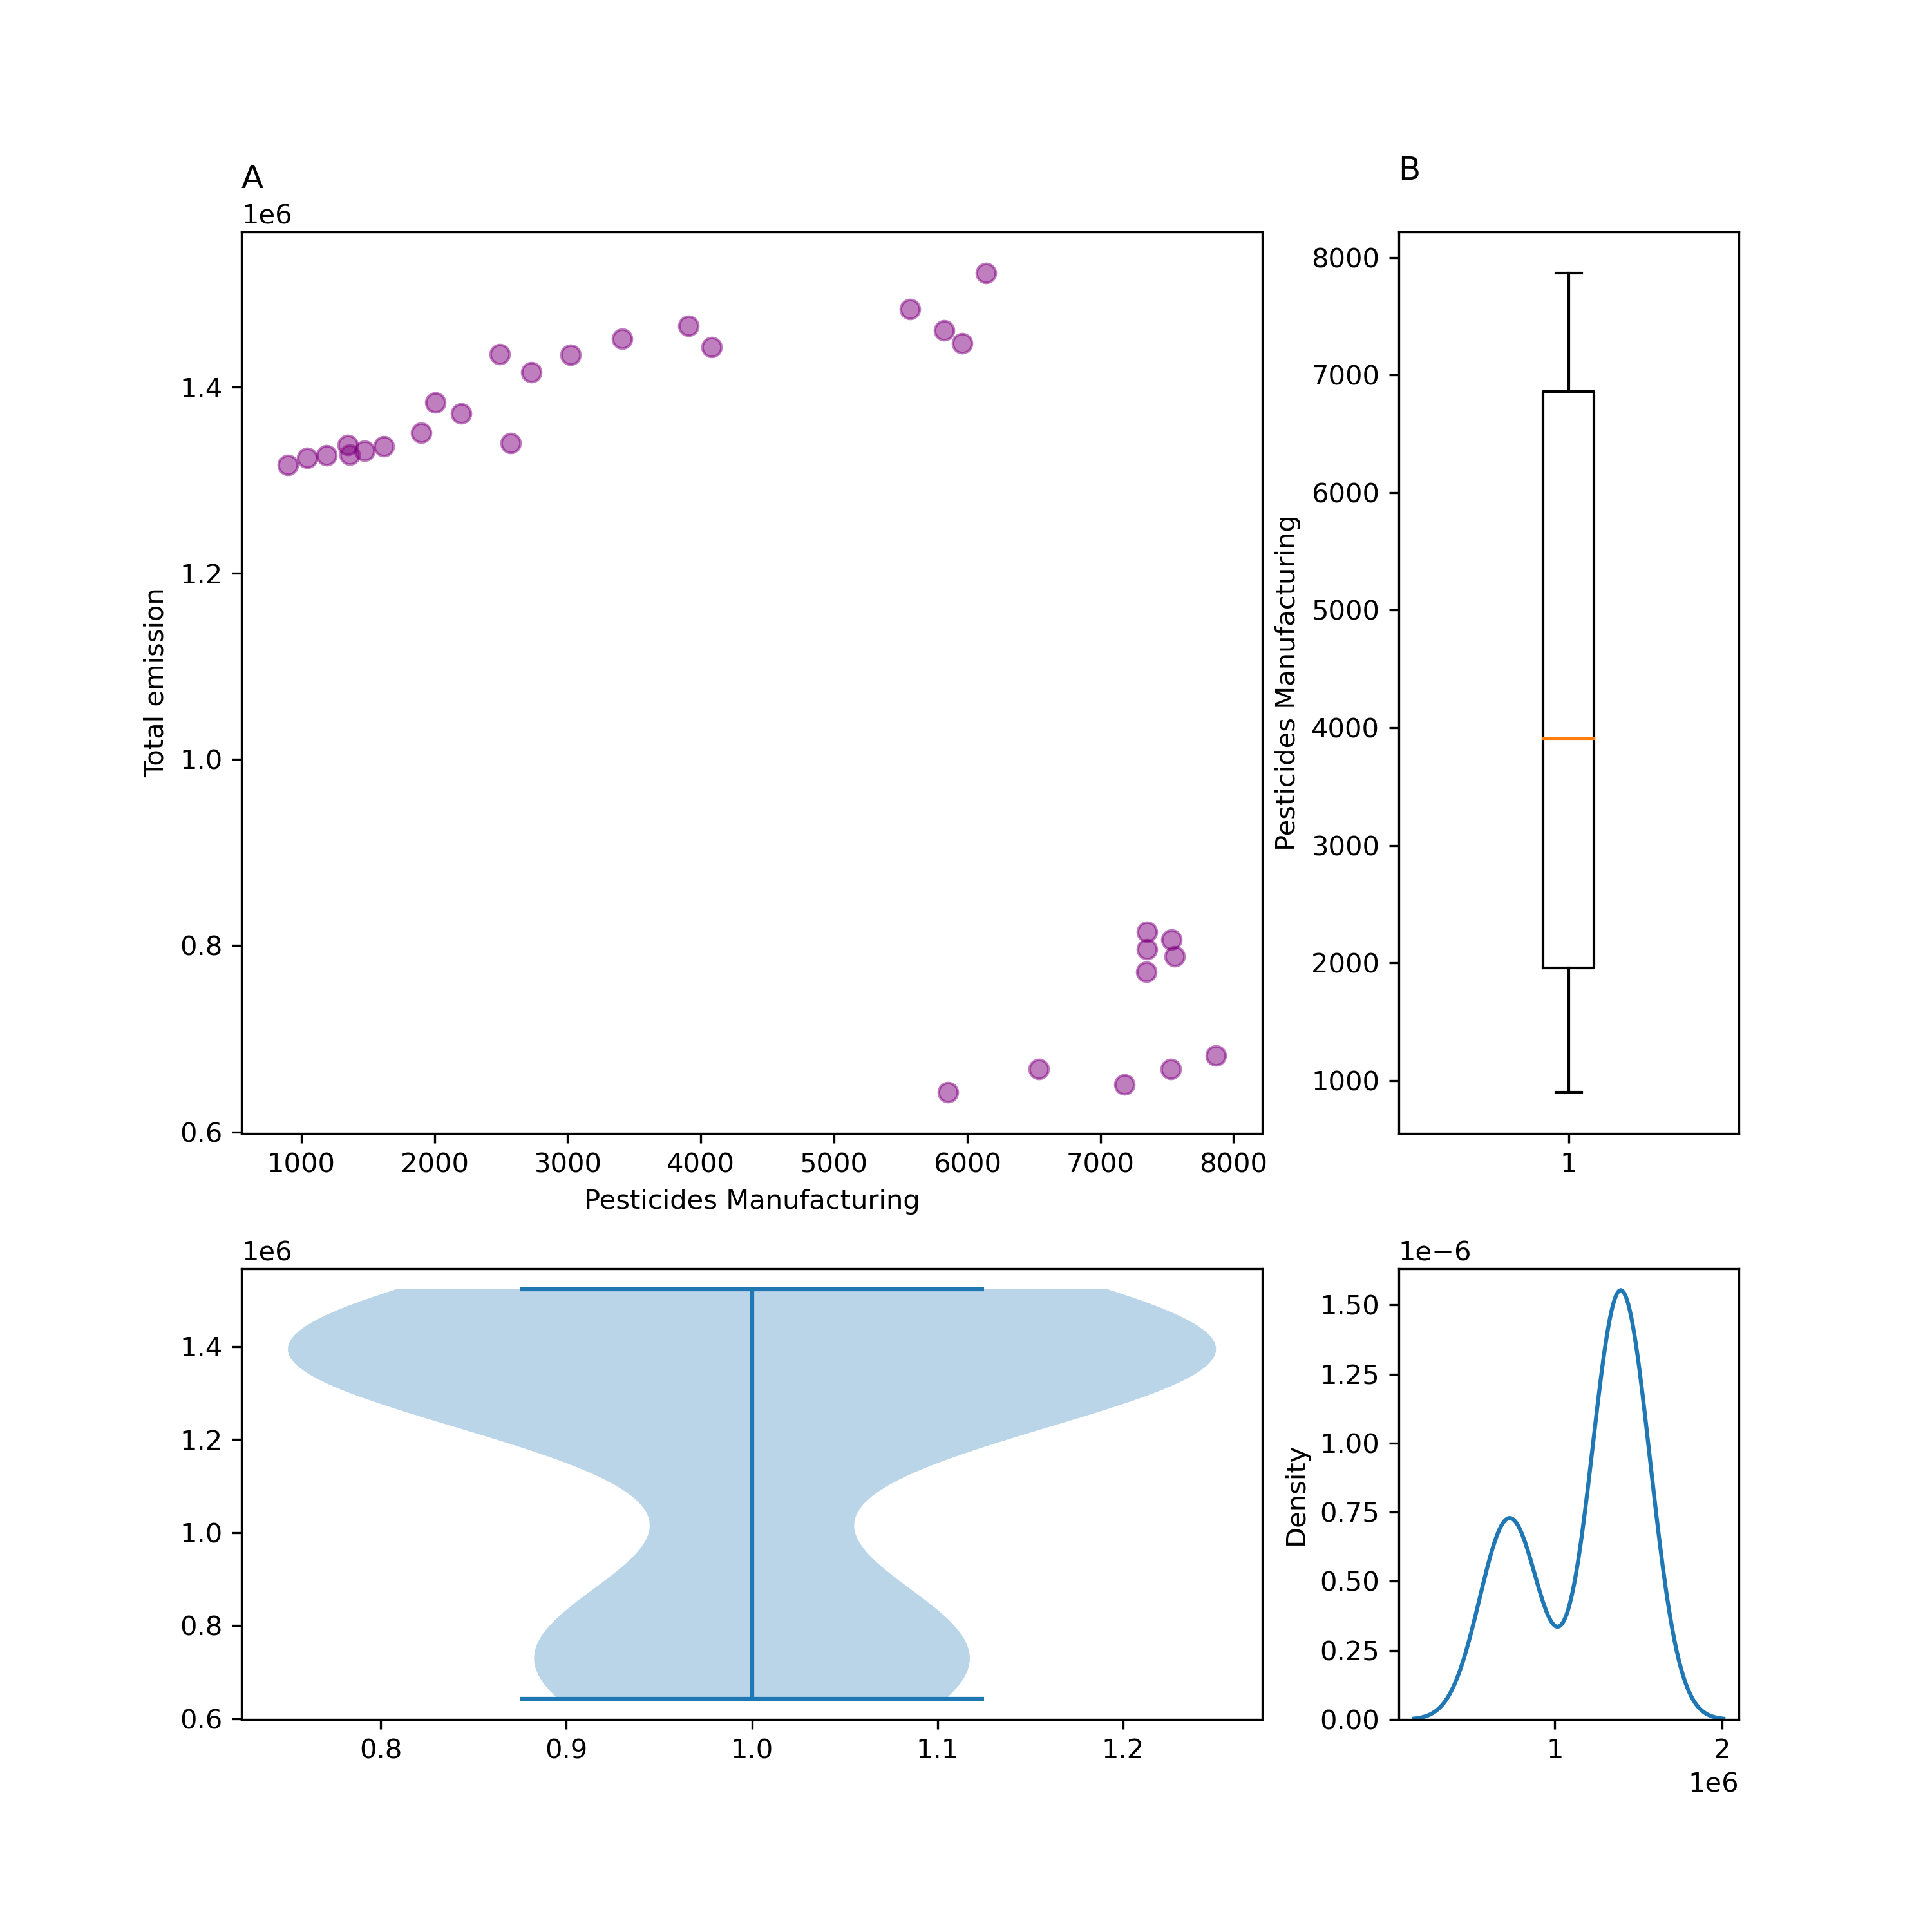 A
1e6
1.4
1.2
1.0
0.8
0.6
Total emission
1000 2000 3000 4000 5000 6000 7000 8000
Pesticides Manufacturing
B
8000
7000
6000
5000
4000
3000
2000
1000
Pesticides Manufacturing
1
1e6
1.4
1.2
1.0
0.8
0.6
0.8 0.9 1.0 1.1 1.2
1e−6
1.50
1.25
1.00
0.75
0.50
0.25
0.00
Density
1 2
1e6